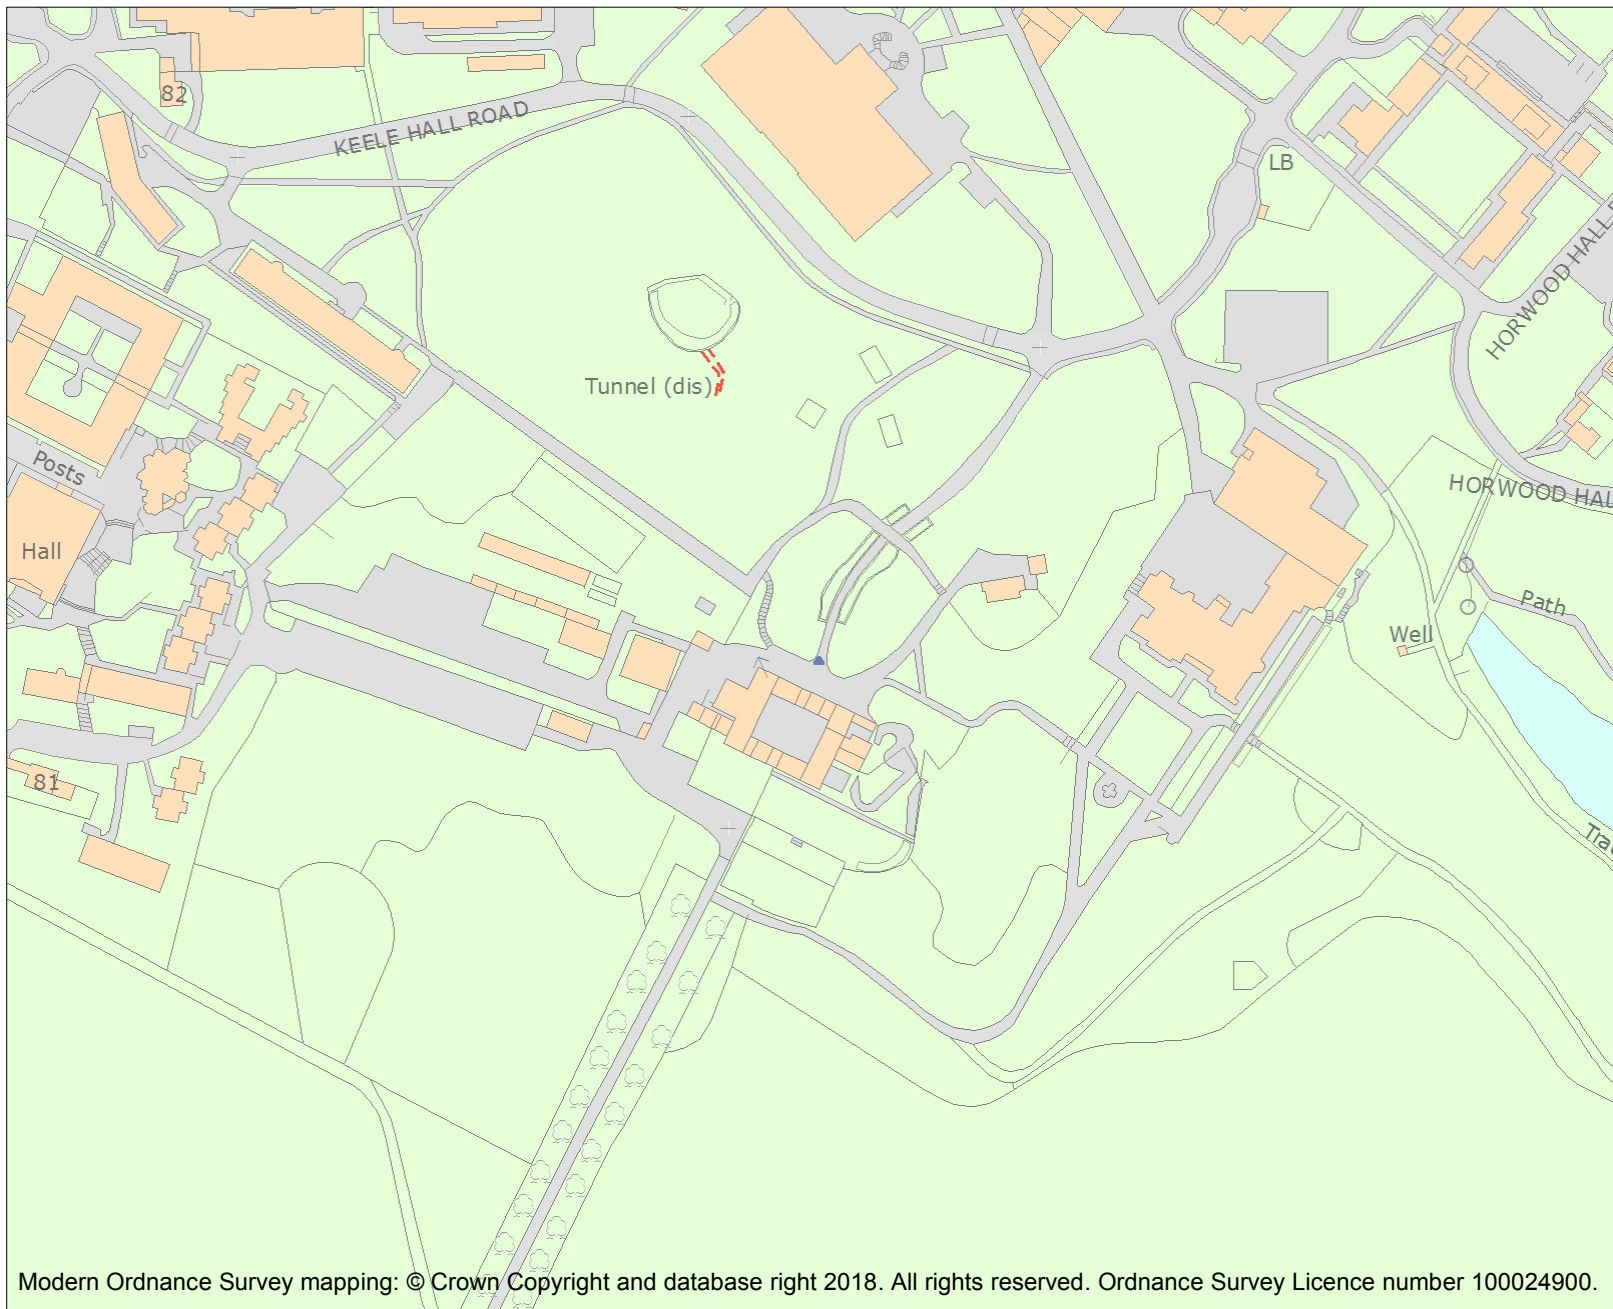 82
KEELE HALL ROAD
LB
HORWOOD HALL
Tunnel (dis)
Posts
HORWOOD HAL
Hall
Path
Well
81
Modern Ordnance Survey mapping: © Crown Copyright and database right 2018. All rights reserved. Ordnance Survey Licence number 100024900.